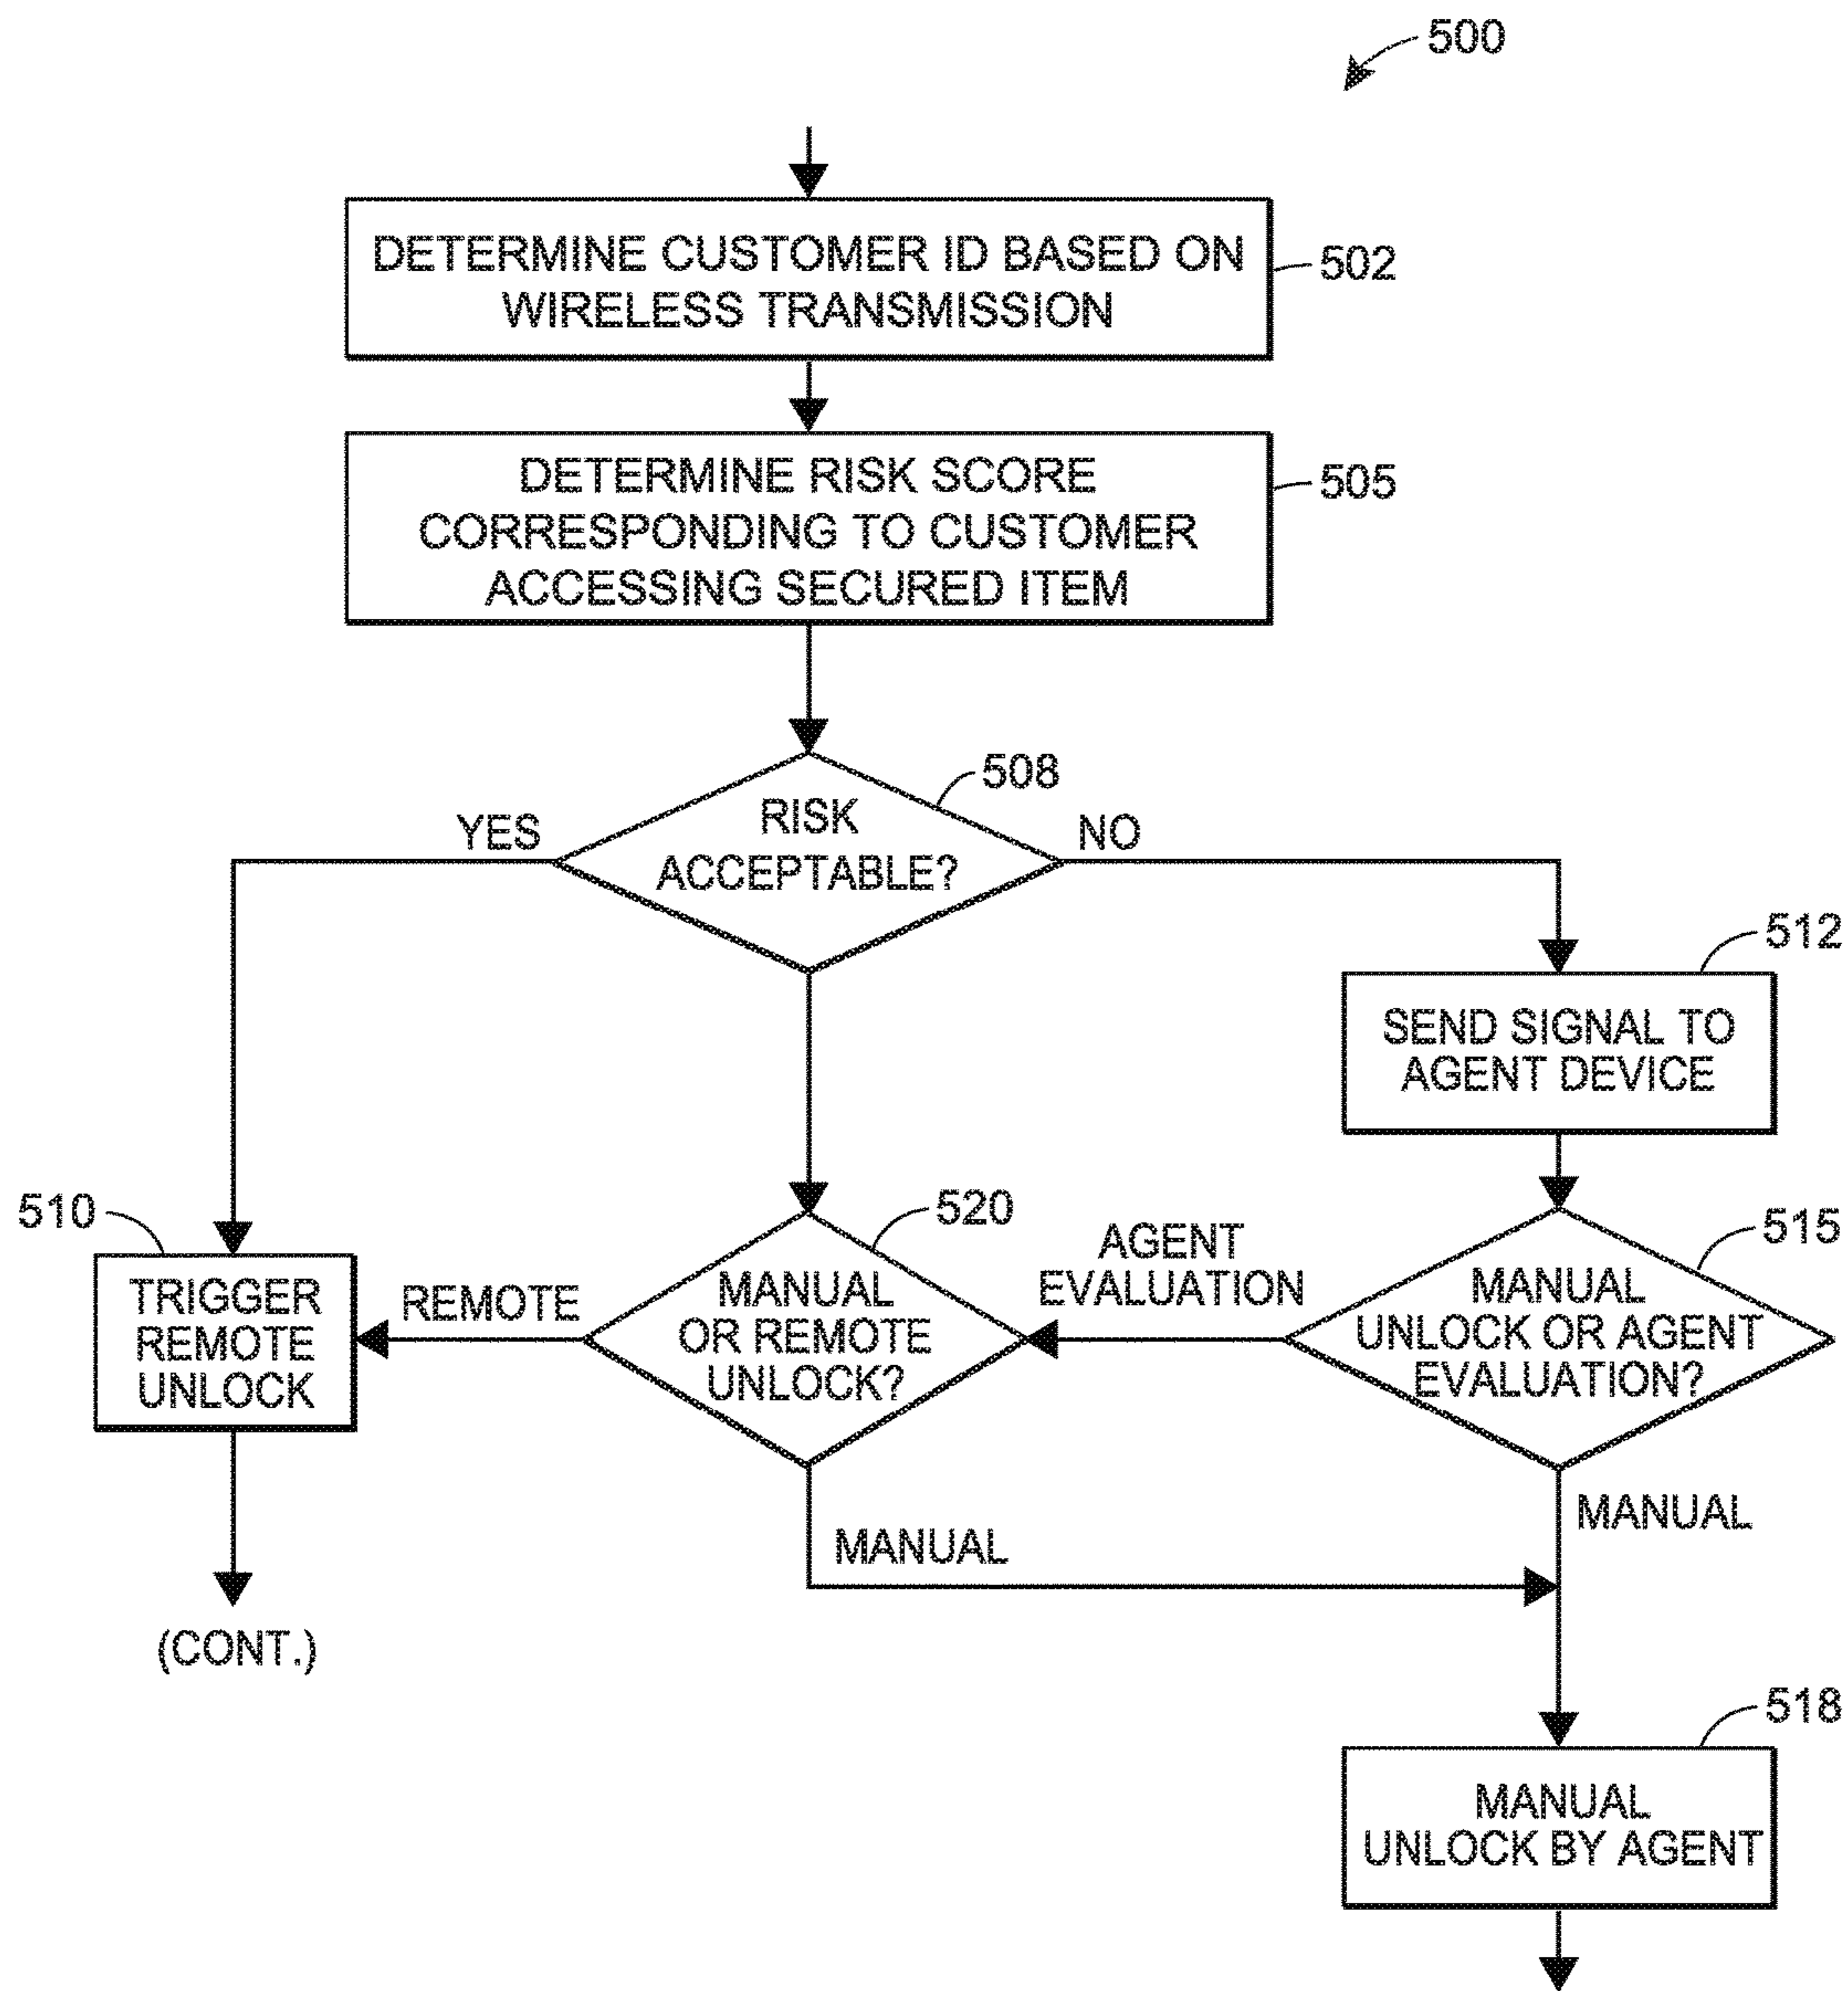 500
DETERMINE CUSTOMER ID BASED ON
WIRELESS TRANSMISSION
502
DETERMINE RISK SCORE
CORRESPONDING TO CUSTOMER
ACCESSING SECURED ITEM
505
508
RISK
ACCEPTABLE?
YES
NO
512
SEND SIGNAL TO
AGENT DEVICE
510
TRIGGER
REMOTE
UNLOCK
REMOTE
520
MANUAL
OR REMOTE
UNLOCK?
AGENT
EVALUATION
515
MANUAL
UNLOCK OR AGENT
EVALUATION?
MANUAL
MANUAL
(CONT.)
518
MANUAL
UNLOCK BY AGENT